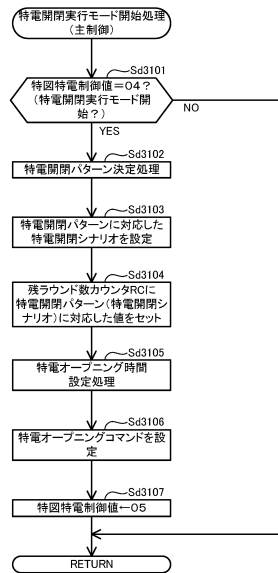 特電開閉実行モード開始処理
(主制御)
Sd3101
特図特電制御値=04?
(特電開閉実行モード開
始?)
NO
YES
Sd3102
特電開閉パターン決定処理
Sd3103
特電開閉パターンに対応した
特電開閉シナリオを設定
Sd3104
残ラウンド数カウンタRCに
特電開閉パターン(特電開閉シ
ナリオ)に対応した値をセット
Sd3105
特電オープニング時間
設定処理
Sd3106
特電オープニングコマンドを設
定
Sd3107
特図特電制御値←05
RETURN